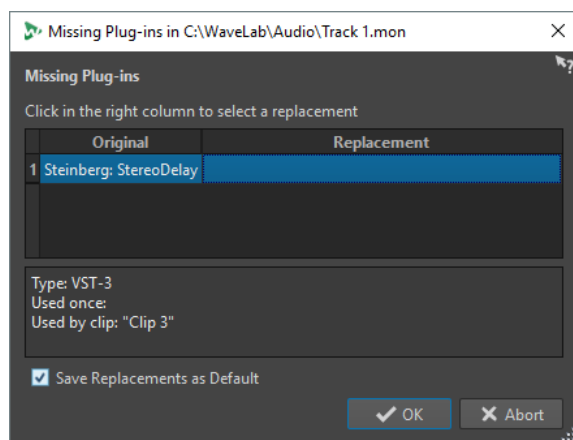 Missing Plug-ins in C:\WaveLab\Audio\Track 1.mon
Missing Plug-ins
Click in the right column to select a replacement
Original Replacement
1 Steinberg: StereoDelay
Type: VST-3
Used once:
Used by clip: "Clip 3"
Save Replacements as Default
OK Abort